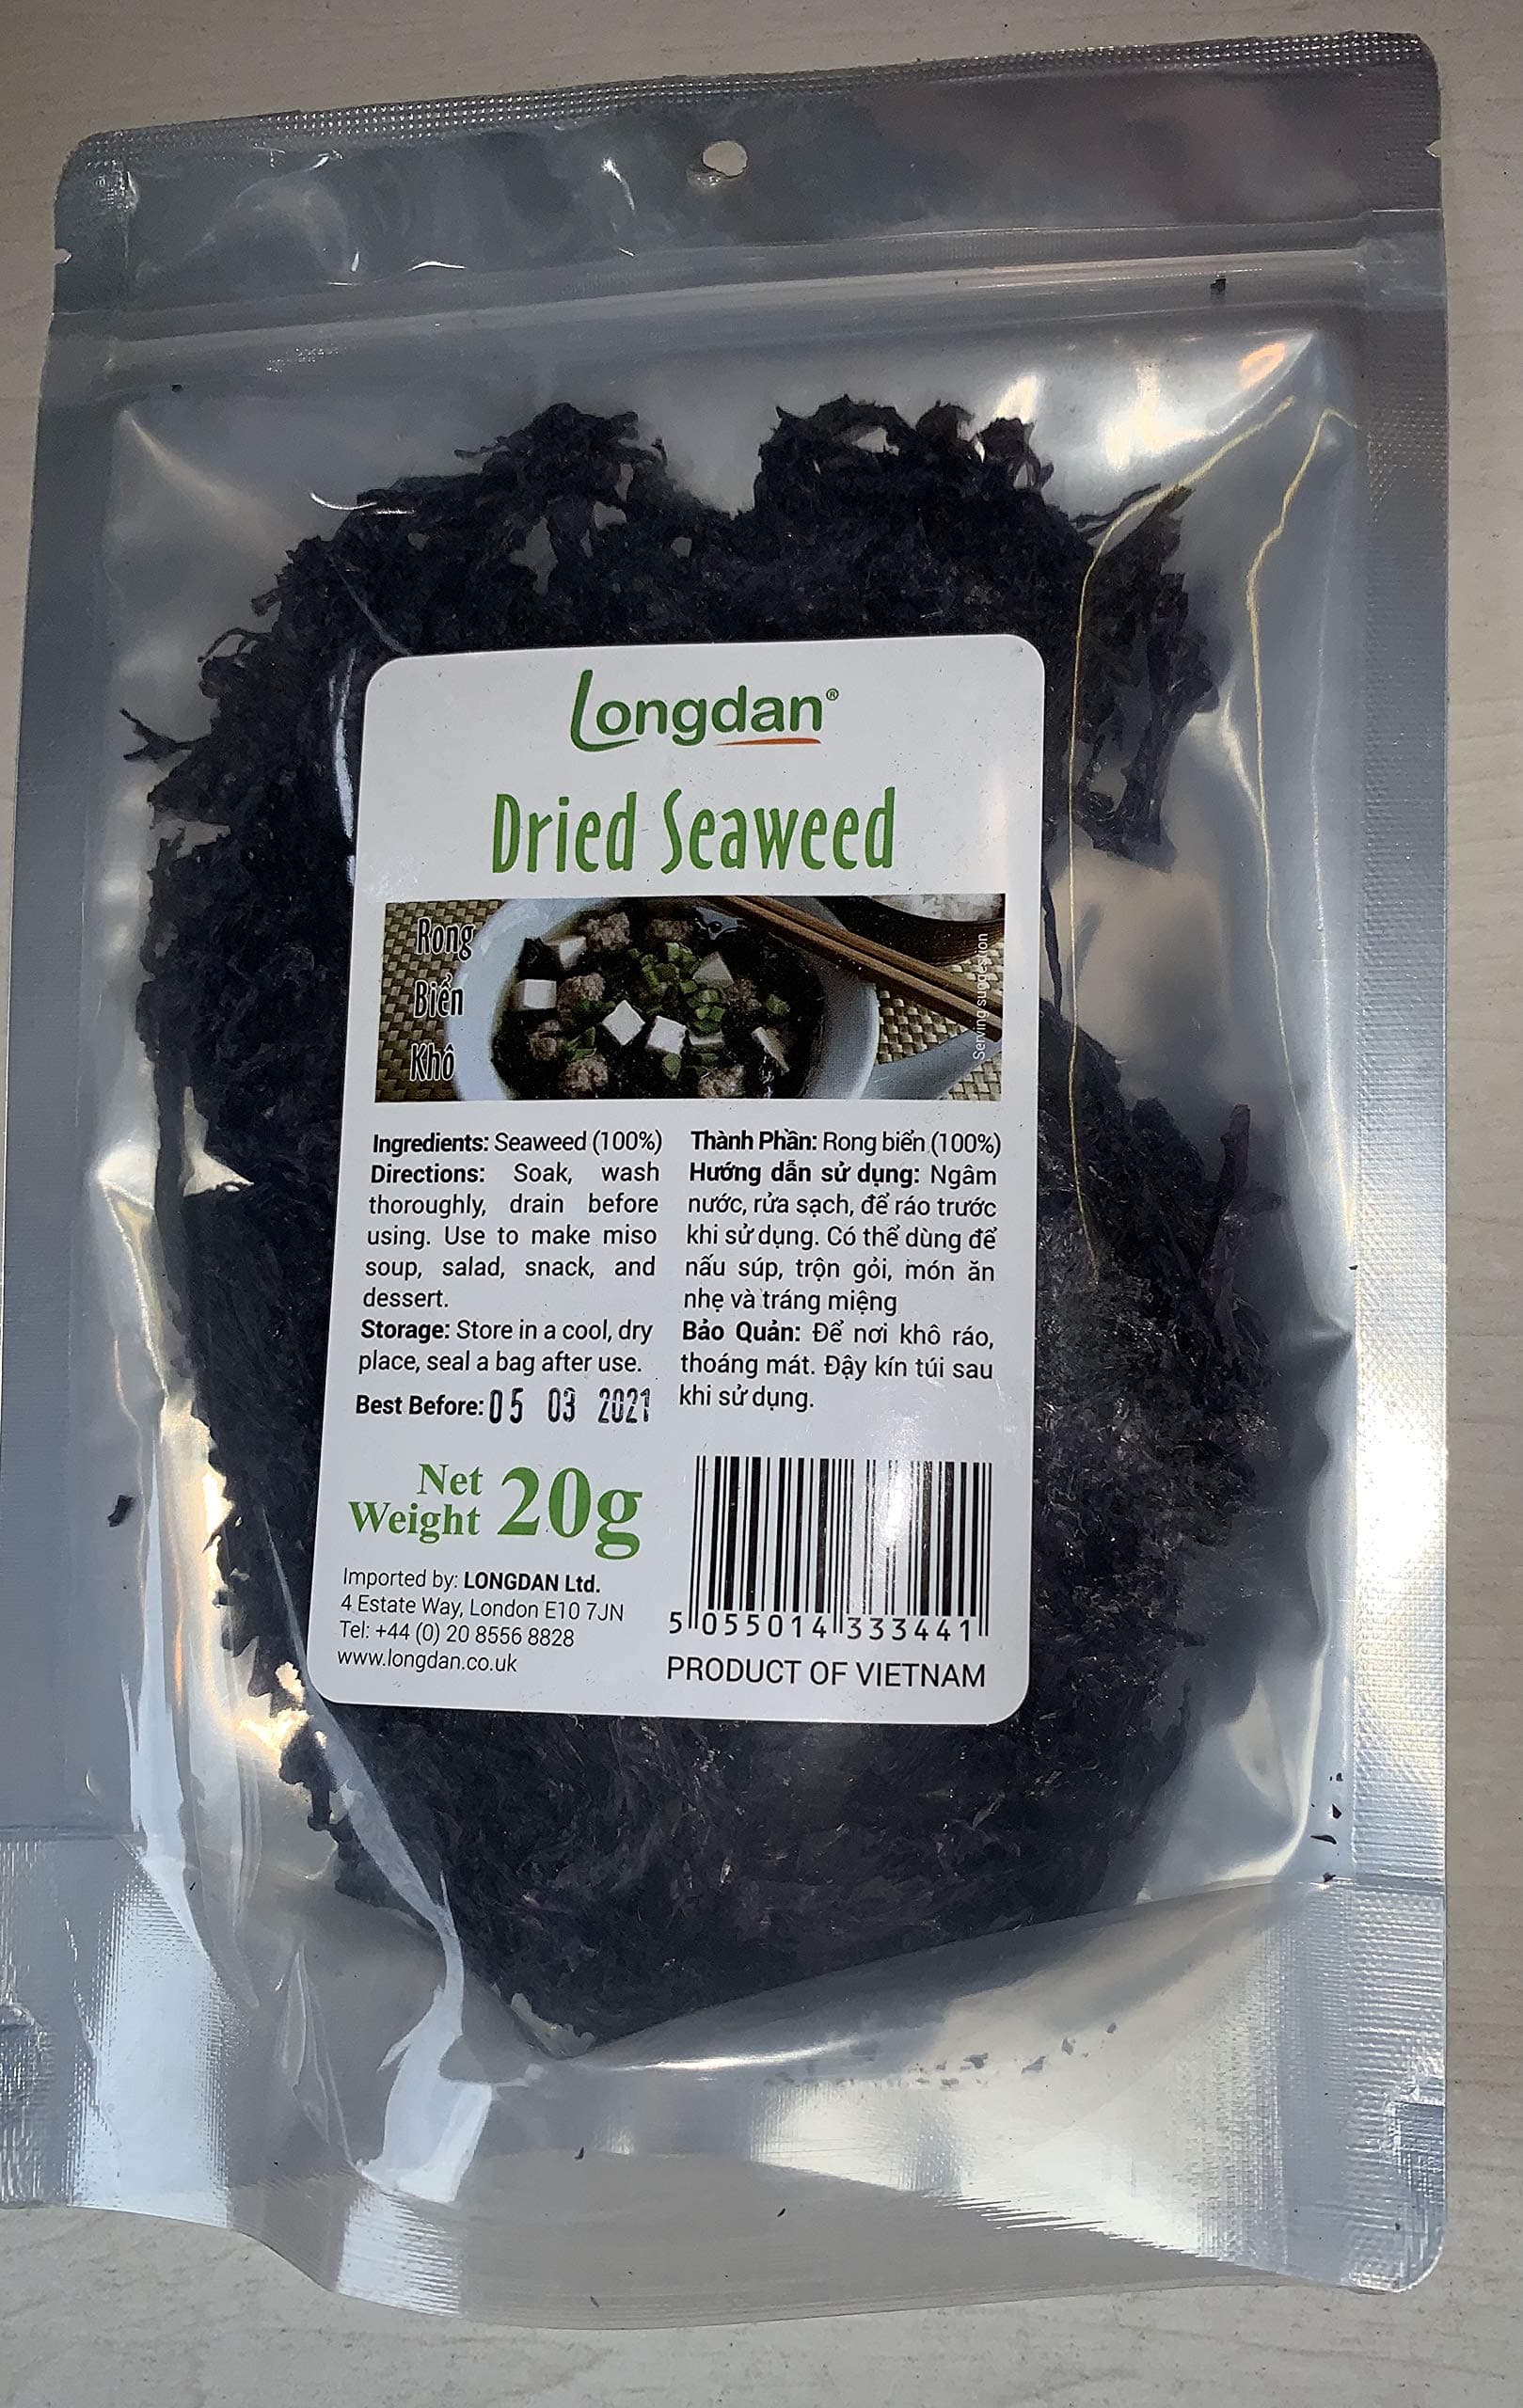 Longdan®
Dried Seaweed
Rong
Biển
Khô
Serving suggestion
Ingredients: Seaweed (100%)
Directions: Soak, wash
thoroughly, drain before
using. Use to make miso
soup, salad, snack, and
dessert.
Storage: Store in a cool, dry
place, seal a bag after use.
Best Before: 05 03 2021
Thành Phần: Rong biển (100%)
Hướng dẫn sử dụng: Ngâm
nước, rửa sạch, để ráo trước
khi sử dụng. Có thể dùng để
nấu súp, trộn gỏi, món ăn
nhẹ và tráng miệng
Bảo Quản: Để nơi khô ráo,
thoáng mát. Đậy kín túi sau
khi sử dụng.
Net
Weight 20g
Imported by: LONGDAN Ltd.
4 Estate Way, London E10 7JN
Tel: +44 (0) 20 8556 8828
www.longdan.co.uk
5 055014 333441
PRODUCT OF VIETNAM